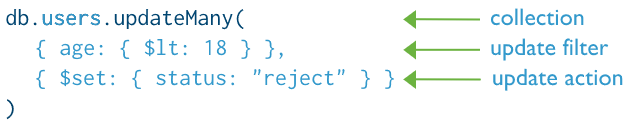 db.users.updateMany( collection
{ age: { $lt: 18 } }, update filter
{ $set: { status: "reject" } } update action
)